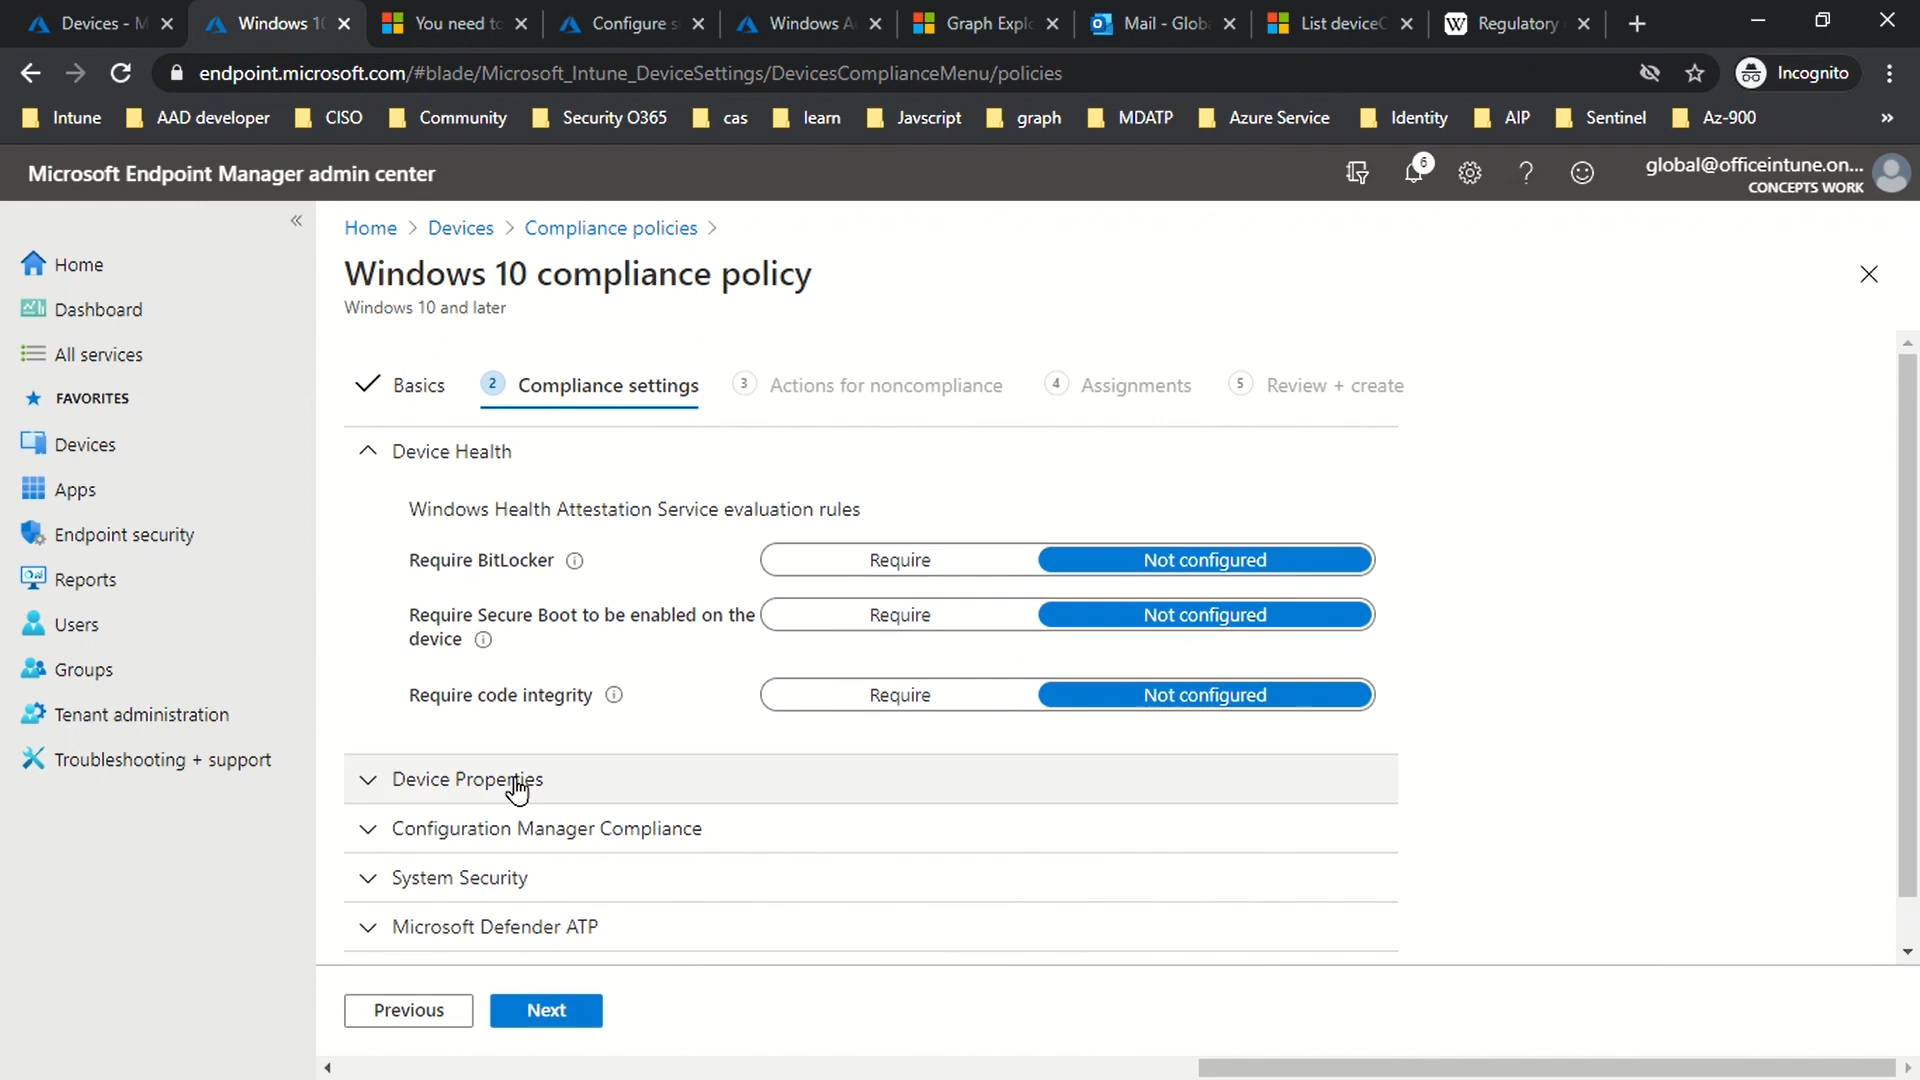 Devices - M
Windows 10
You need to
Configure s
Windows A
Graph Explo
Mail - Globa
List deviceC
Regulatory
endpoint.microsoft.com/#blade/Microsoft_Intune_DeviceSettings/DevicesComplianceMenu/policies
Incognito
Intune
AAD developer
CISO
Community
Security O365
cas
learn
Javscript
graph
MDATP
Azure Service
Identity
AIP
Sentinel
Az-900
»
Microsoft Endpoint Manager admin center
6
global@officeintune.on...
CONCEPTS WORK
«
Home
Dashboard
All services
FAVORITES
Devices
Apps
Endpoint security
Reports
Users
Groups
Tenant administration
Troubleshooting + support
Home > Devices > Compliance policies >
Windows 10 compliance policy
Windows 10 and later
Basics
2 Compliance settings
3 Actions for noncompliance
4 Assignments
5 Review + create
Device Health
Windows Health Attestation Service evaluation rules
Require BitLocker
Require
Not configured
Require Secure Boot to be enabled on the
device
Require
Not configured
Require code integrity
Require
Not configured
Device Properties
Configuration Manager Compliance
System Security
Microsoft Defender ATP
Previous
Next